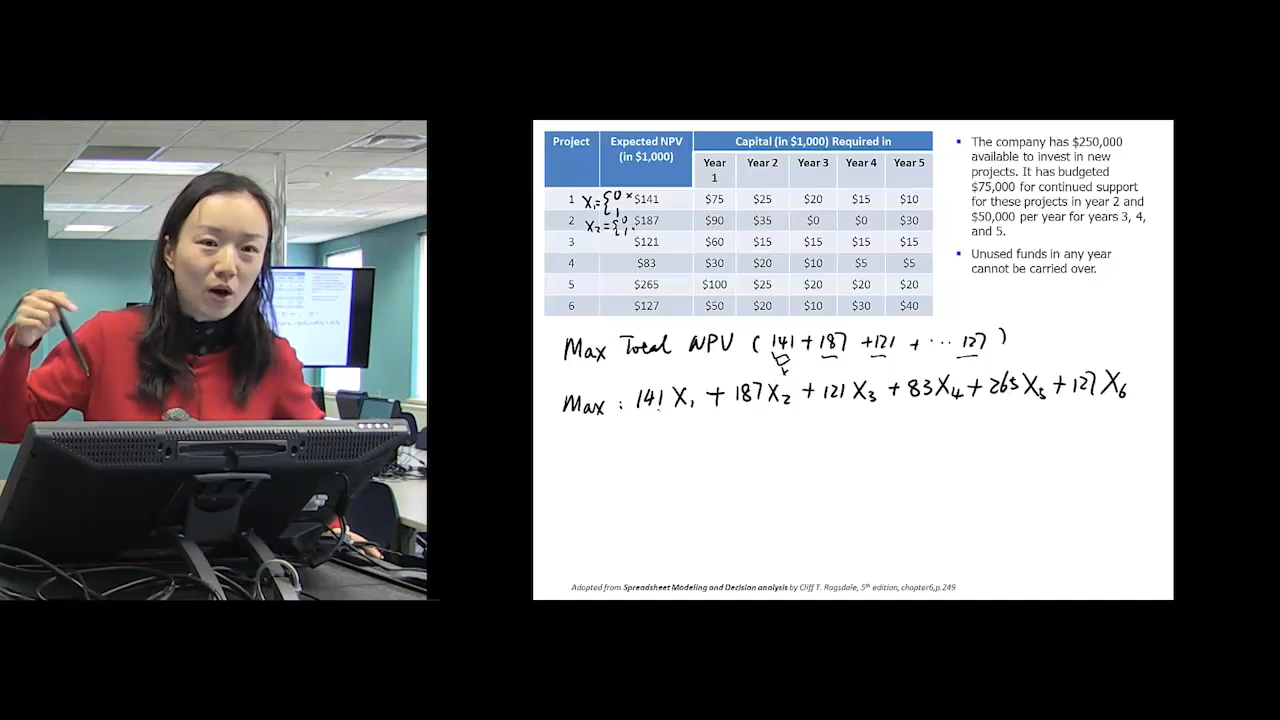 Project Expected NPV (in $1,000) Capital (in $1,000) Required in
Year 1 Year 2 Year 3 Year 4 Year 5
1 X₁={0 × 1 $141 $75 $25 $20 $15 $10
2 X₂={0 1 $187 $90 $35 $0 $0 $30
3 $121 $60 $15 $15 $15 $15
4 $83 $30 $20 $10 $5 $5
5 $265 $100 $25 $20 $20 $20
6 $127 $50 $20 $10 $30 $40
▪ The company has $250,000
available to invest in new
projects. It has budgeted
$75,000 for continued support
for these projects in year 2 and
$50,000 per year for years 3, 4,
and 5.
▪ Unused funds in any year
cannot be carried over.
Max Total NPV ( 141 + 187 + 121 + ... 127 )
Max : 141 X₁ + 187 X₂ + 121 X₃ + 83 X₄ + 265 X₅ + 127 X₆
Adopted from Spreadsheet Modeling and Decision analysis by Cliff T. Ragsdale, 5th edition, chapter6,p.249